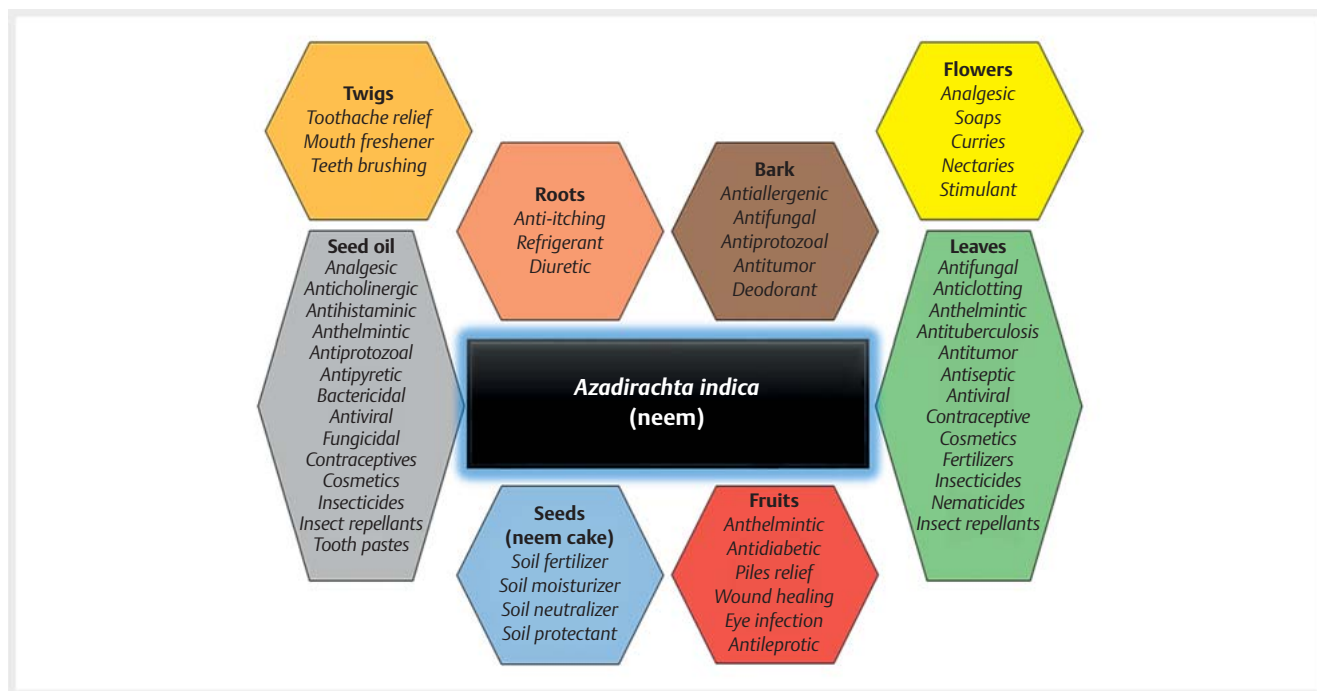 Twigs
Toothache relief
Mouth freshener
Teeth brushing
Roots
Anti-itching
Refrigerant
Diuretic
Bark
Antiallergenic
Antifungal
Antiprotozoal
Antitumor
Deodorant
Flowers
Analgesic
Soaps
Curries
Nectaries
Stimulant
Seed oil
Analgesic
Anticholinergic
Antihistaminic
Anthelmintic
Antiprotozoal
Antipyretic
Bactericidal
Antiviral
Fungicidal
Contraceptives
Cosmetics
Insecticides
Insect repellants
Tooth pastes
Azadirachta indica
(neem)
Leaves
Antifungal
Anticlotting
Anthelmintic
Antituberculosis
Antitumor
Antiseptic
Antiviral
Contraceptive
Cosmetics
Fertilizers
Insecticides
Nematicides
Insect repellants
Seeds
(neem cake)
Soil fertilizer
Soil moisturizer
Soil neutralizer
Soil protectant
Fruits
Anthelmintic
Antidiabetic
Piles relief
Wound healing
Eye infection
Antileprotic